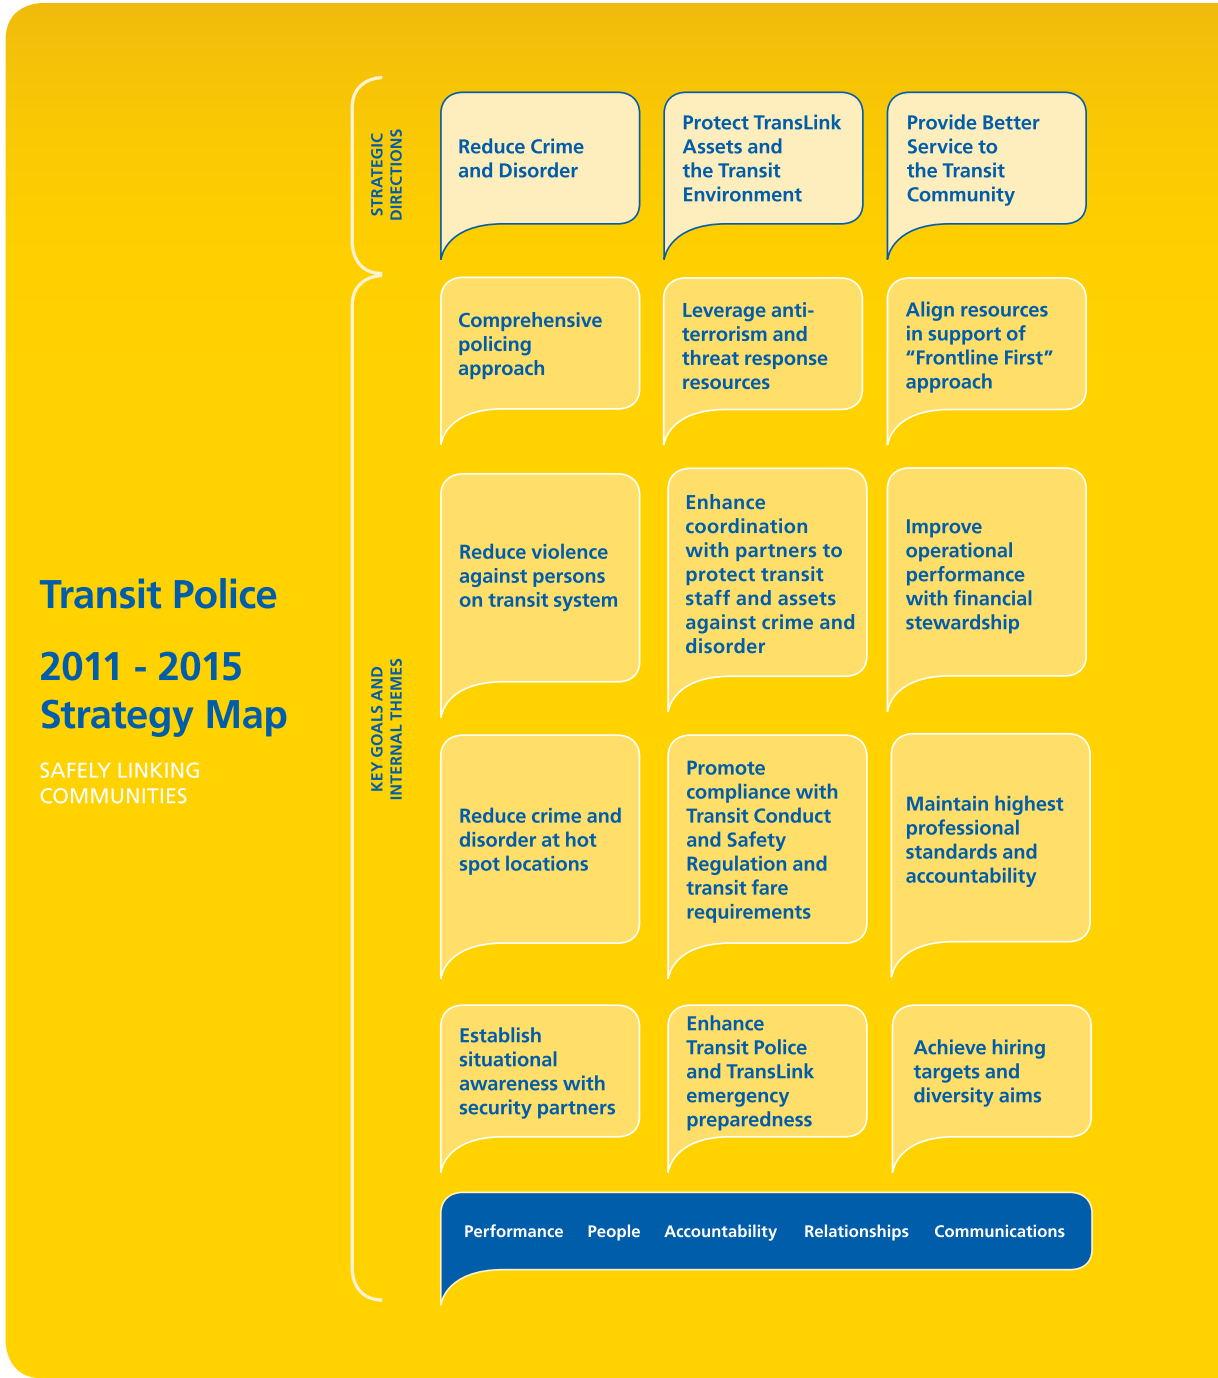 Transit Police
2011 - 2015
Strategy Map
SAFELY LINKING
COMMUNITIES
STRATEGIC
DIRECTIONS
Reduce Crime
and Disorder
Protect TransLink
Assets and
the Transit
Environment
Provide Better
Service to
the Transit
Community
KEY GOALS AND
INTERNAL THEMES
Comprehensive
policing
approach
Leverage anti-
terrorism and
threat response
resources
Align resources
in support of
“Frontline First”
approach
Reduce violence
against persons
on transit system
Enhance
coordination
with partners to
protect transit
staff and assets
against crime and
disorder
Improve
operational
performance
with financial
stewardship
Reduce crime and
disorder at hot
spot locations
Promote
compliance with
Transit Conduct
and Safety
Regulation and
transit fare
requirements
Maintain highest
professional
standards and
accountability
Establish
situational
awareness with
security partners
Enhance
Transit Police
and TransLink
emergency
preparedness
Achieve hiring
targets and
diversity aims
Performance People Accountability Relationships Communications